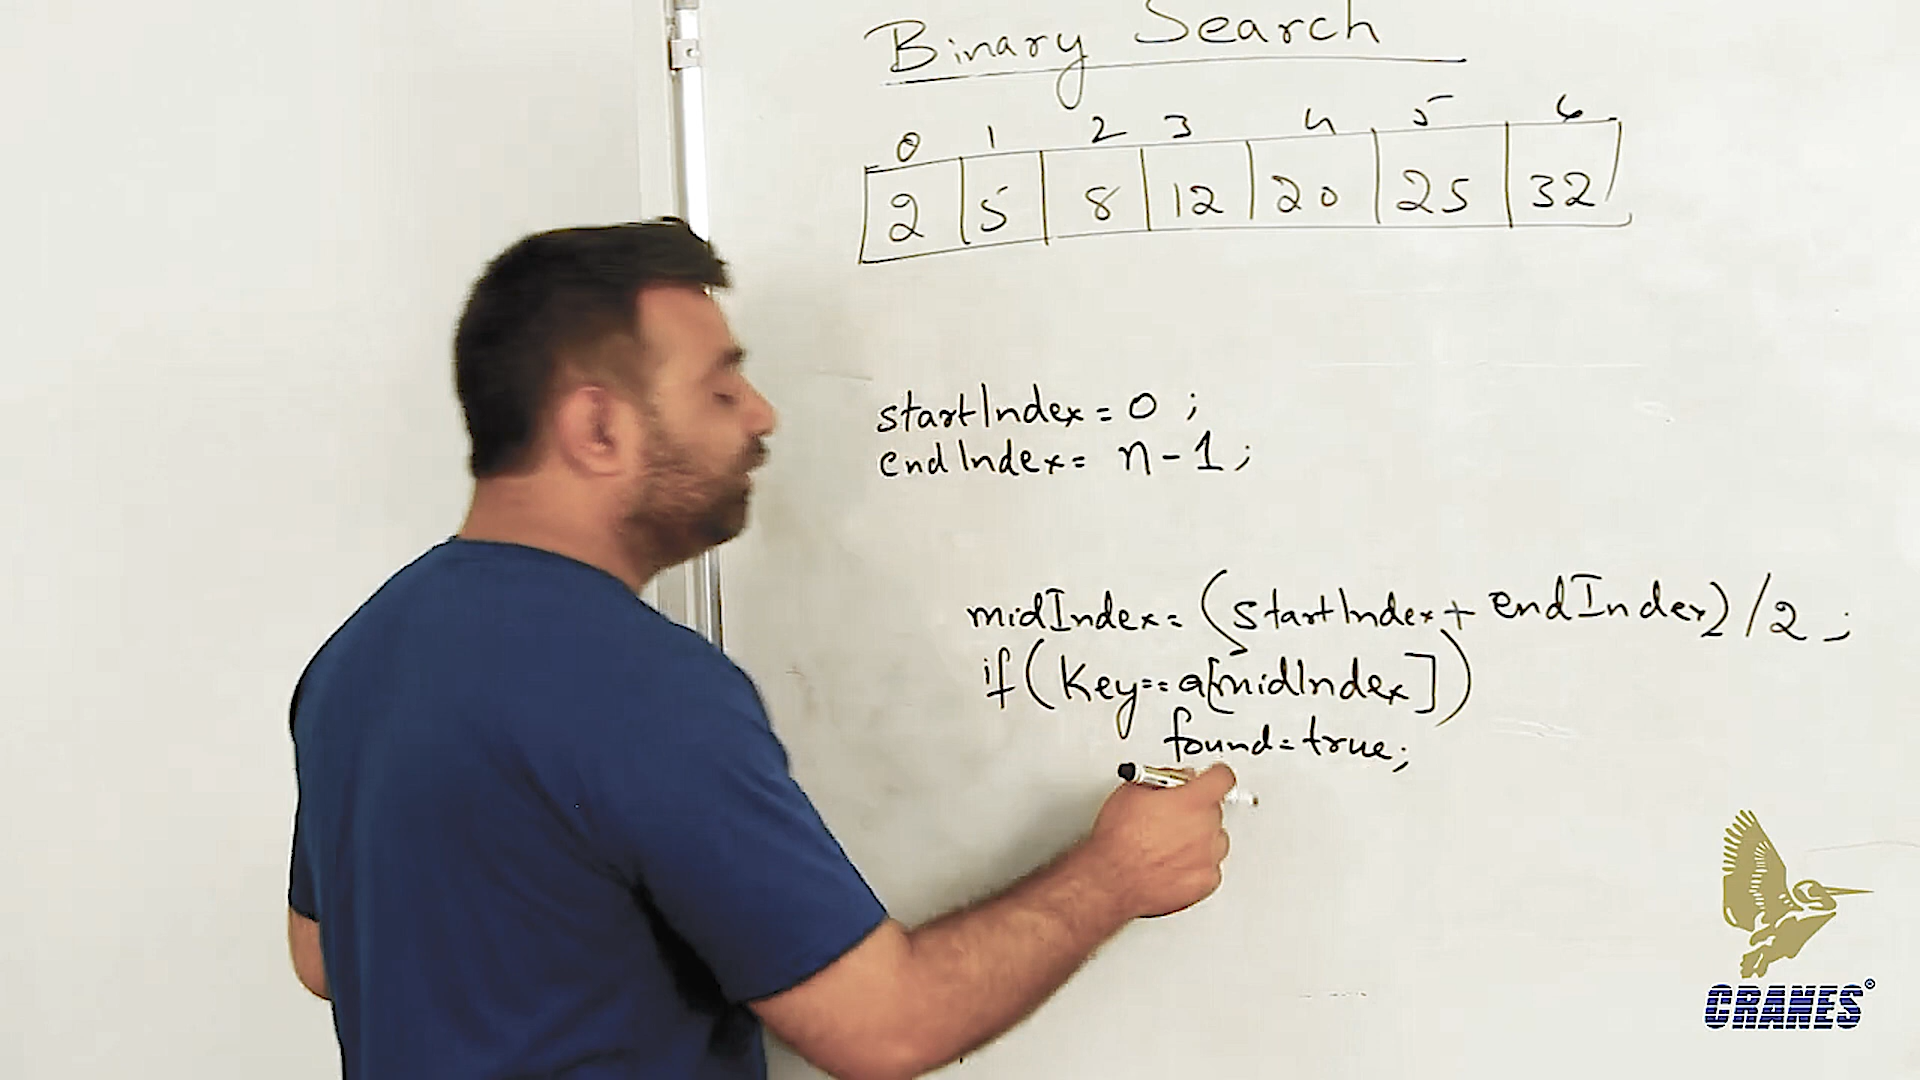 Binary Search
0 1 2 3 4 5 6
2 5 8 12 20 25 32
startIndex = 0 ;
endIndex = n - 1 ;
midIndex = (startIndex + endIndex) / 2 ;
if (Key == a[midIndex])
found = true;
CRANES®